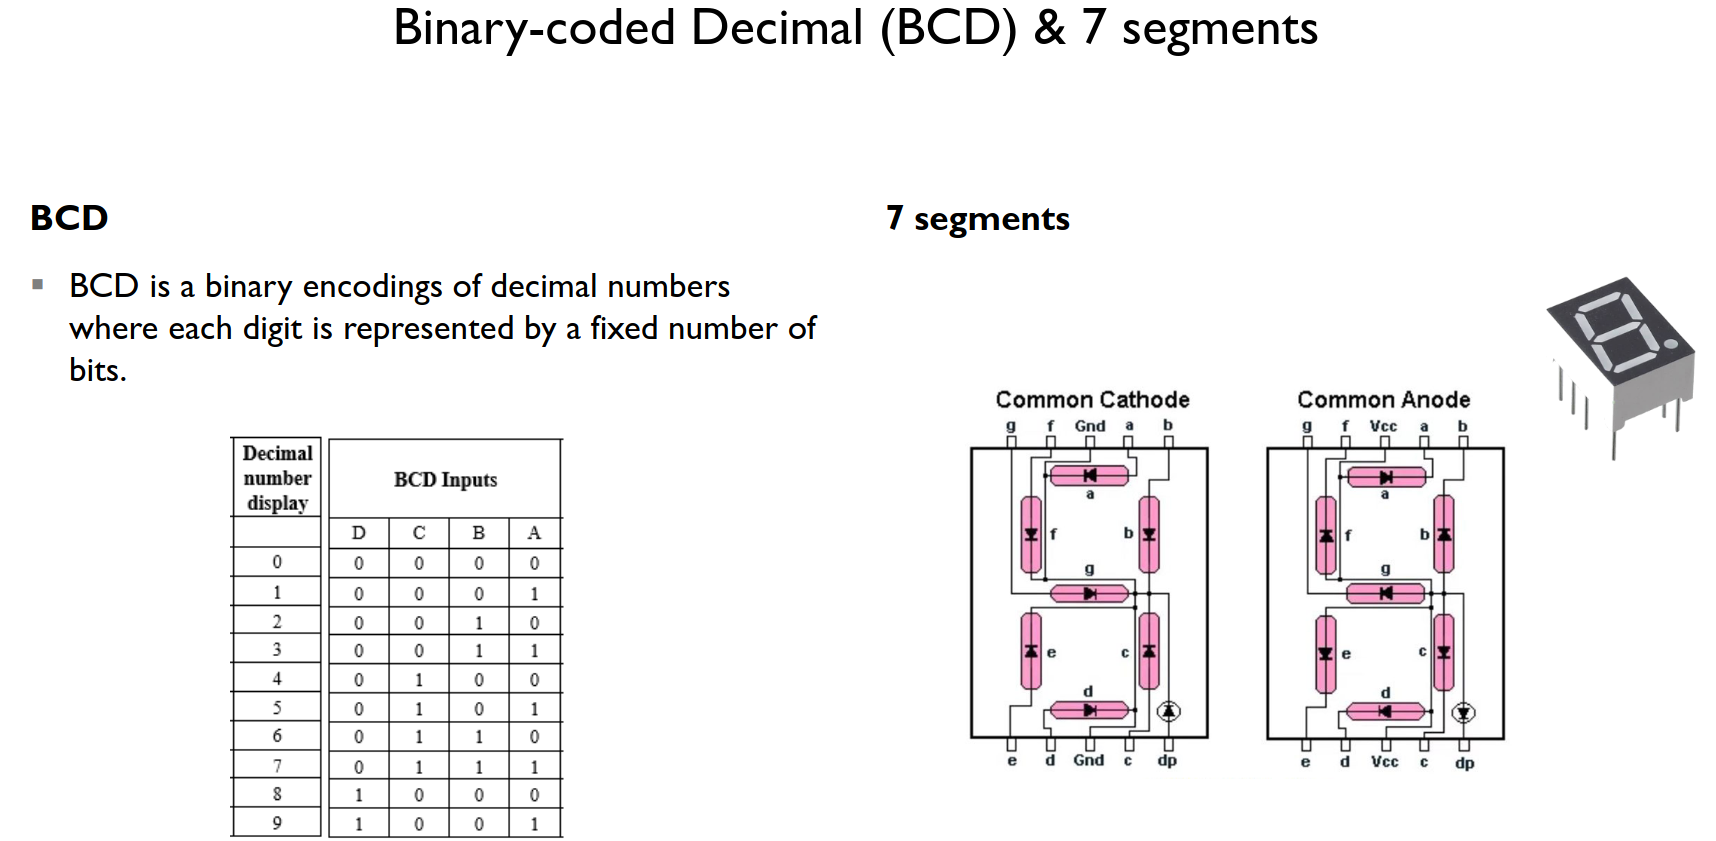 Binary-coded Decimal (BCD) & 7 segments
BCD
BCD is a binary encodings of decimal numbers
where each digit is represented by a fixed number of
bits.
Decimal
number
display
BCD Inputs
D C B A
0 0 0 0 0
1 0 0 0 1
2 0 0 1 0
3 0 0 1 1
4 0 1 0 0
5 0 1 0 1
6 0 1 1 0
7 0 1 1 1
8 1 0 0 0
9 1 0 0 1
7 segments
Common Cathode
g f Gnd a b
a
f b
g
e c
d
e d Gnd c dp
Common Anode
g f Vcc a b
a
f b
g
e c
d
e d Vcc c dp